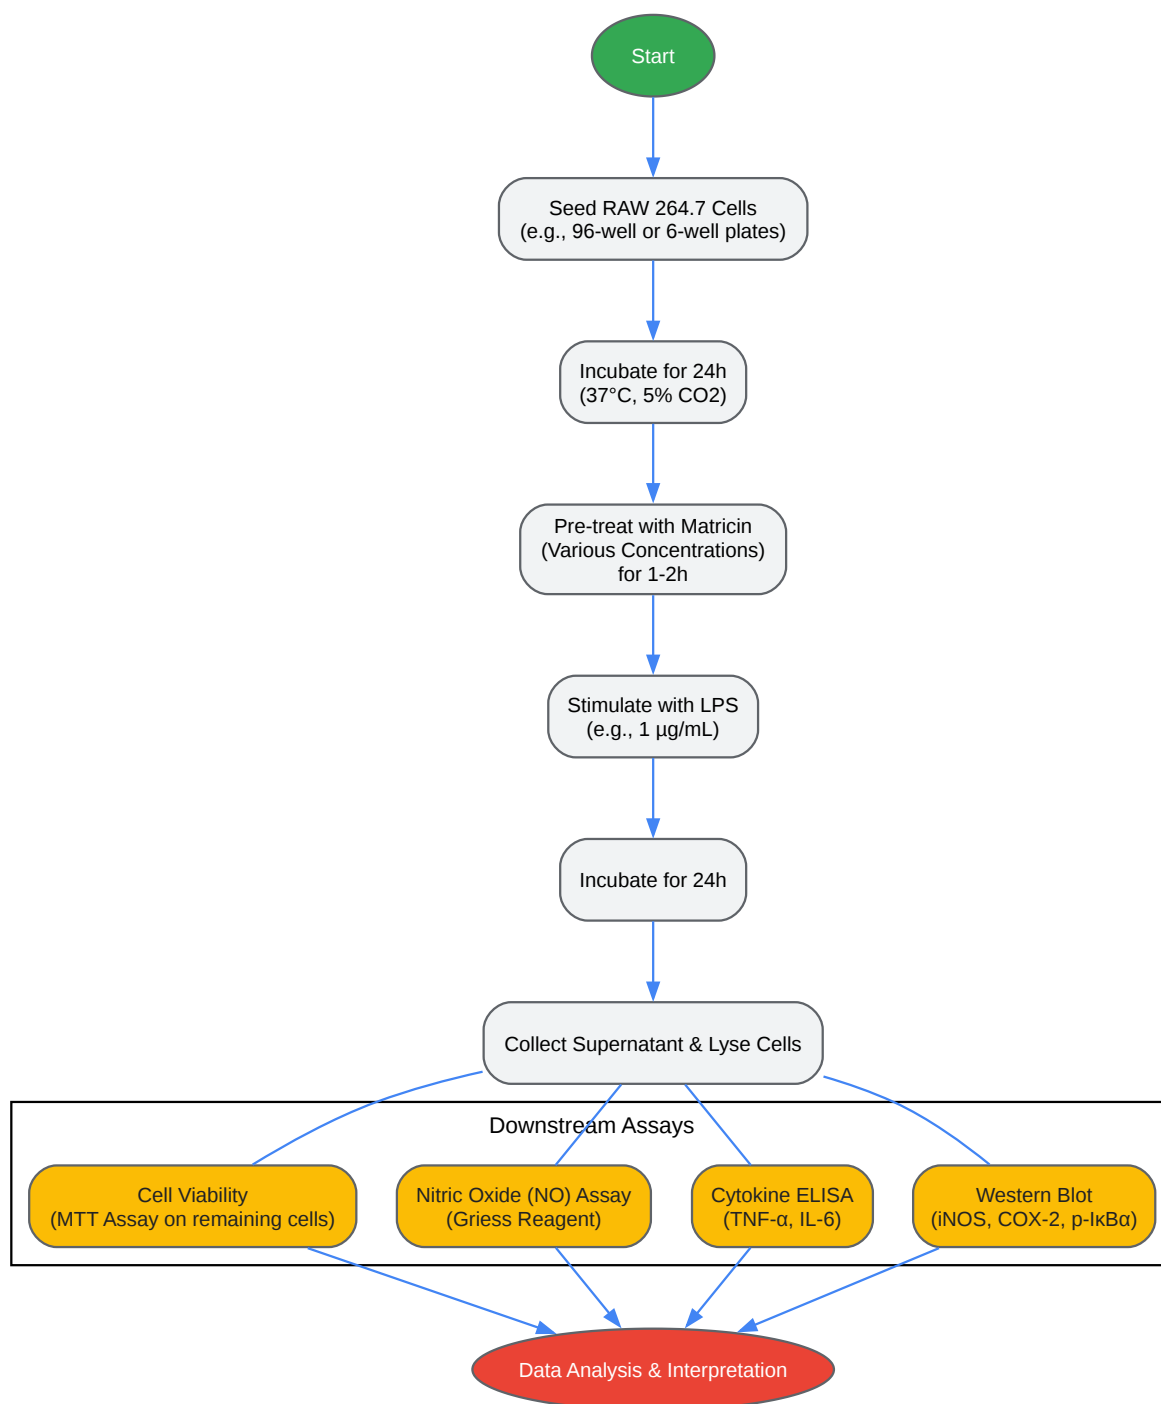 Start
Seed RAW 264.7 Cells
(e.g., 96-well or 6-well plates)
Incubate for 24h
(37°C, 5% CO2)
Pre-treat with Matricin
(Various Concentrations)
for 1-2h
Stimulate with LPS
(e.g., 1 µg/mL)
Incubate for 24h
Collect Supernatant & Lyse Cells
Downstream Assays
Cell Viability
(MTT Assay on remaining cells)
Nitric Oxide (NO) Assay
(Griess Reagent)
Cytokine ELISA
(TNF-α, IL-6)
Western Blot
(iNOS, COX-2, p-IκBα)
Data Analysis & Interpretation